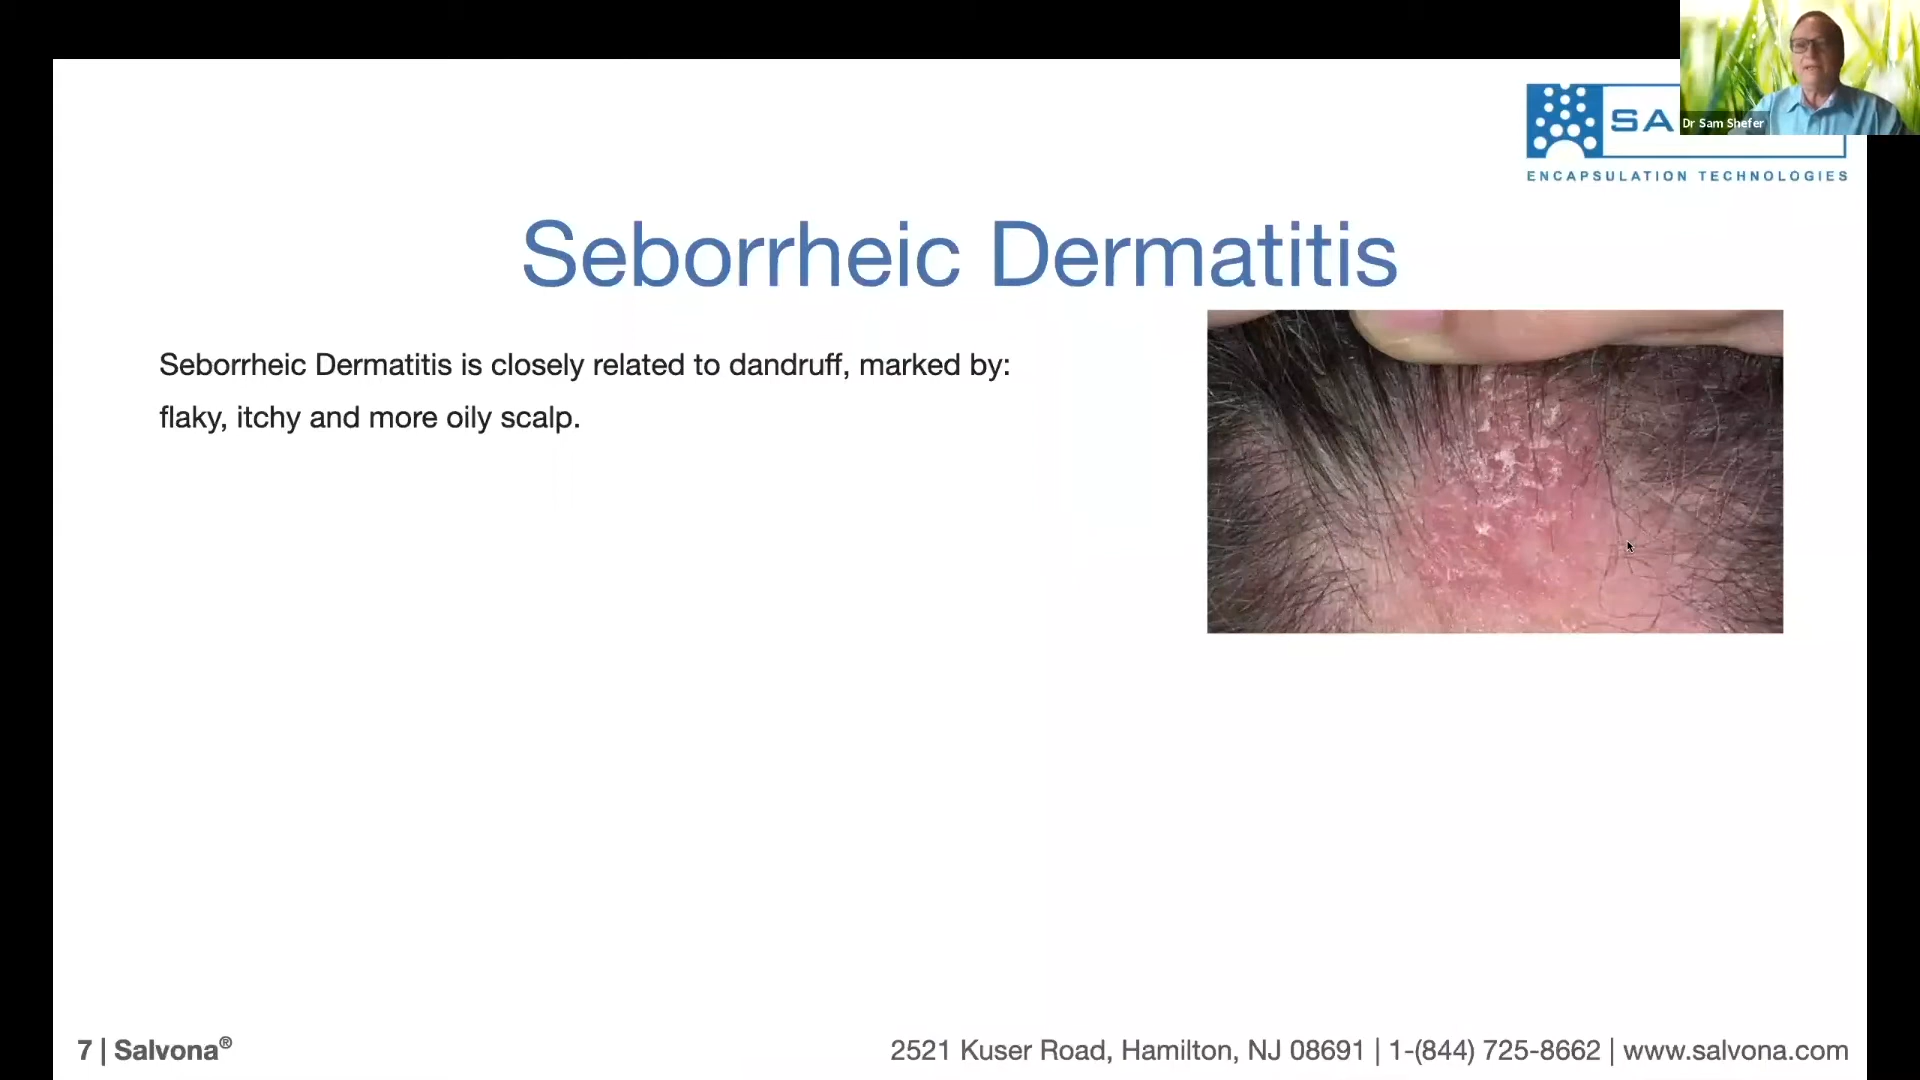 SA
Dr Sam Shefer
ENCAPSULATION TECHNOLOGIES
Seborrheic Dermatitis
Seborrheic Dermatitis is closely related to dandruff, marked by:
flaky, itchy and more oily scalp.
7 | Salvona®
2521 Kuser Road, Hamilton, NJ 08691 | 1-(844) 725-8662 | www.salvona.com